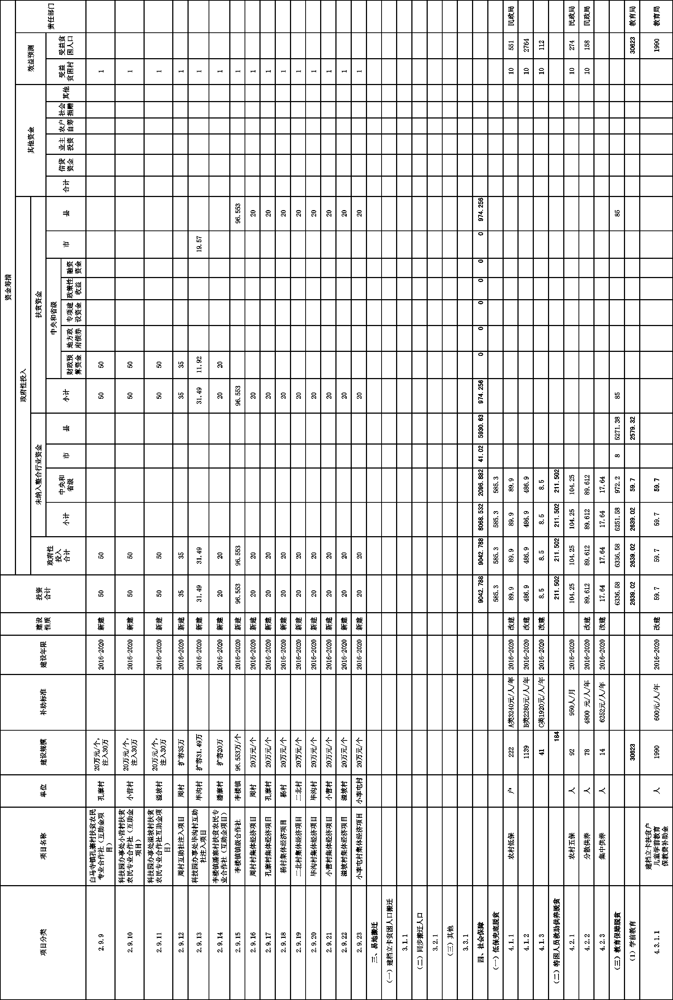 项目分类 项目名称 单位 建设规模 补助标准 建设年限 建设性质 投资合计 资金筹措 效益预测 责任部门
政府性投入 其他资金
政府性投入合计 未纳入整合行业资金 扶贫资金 合计 信贷资金 业主投资 农户自筹 社会捐赠 其他 受益贫困村 受益贫困人口
小计 中央和省级 市 县 小计 中央和省级 市 县
财政预算资金 地方政府债券 专项建设资金 政策性收益 融资资金
2.9.9 白马寺镇孔寨村扶贫农民专业合作社（互助金项目） 孔寨村 20万元/个，注入30万 2016-2020 新建 50 50 50 50 1
2.9.10 科技园办事处小营村扶贫农民专业合作社（互助金项目） 小营村 20万元/个，注入30万 2016-2020 新建 50 50 50 50 1
2.9.11 科技园办事处溢坡村扶贫农民专业合作社互助金项目） 溢坡村 20万元/个，注入30万 2016-2020 新建 50 50 50 50 1
2.9.12 周村互助社注入项目 周村 扩容35万 2016-2020 新建 35 35 35 35 1
2.9.13 科技园办事处毕沟村互助社注入项目 毕沟村 扩容31.49万 2016-2020 新建 31.49 31.49 31.49 11.92 19.57 1
2.9.14 李楼镇潘寨村扶贫农民专业合作社（互助金项目） 潘寨村 扩容20万 2016-2020 新建 20 20 20 20 1
2.9.15 李楼镇镇级合作社 李楼镇 96.553万/个 2016-2020 新建 96.553 96.553 96.553 96.553 1
2.9.16 周村村集体经济项目 周村 20万元/个 2016-2020 新建 20 20 20 20 1
2.9.17 孔寨村集体经济项目 孔寨村 20万元/个 2016-2020 新建 20 20 20 20 1
2.9.18 杨村集体经济项目 杨村 20万元/个 2016-2020 新建 20 20 20 20 1
2.9.19 二北村集体经济项目 二北村 20万元/个 2016-2020 新建 20 20 20 20 1
2.9.20 毕沟村集体经济项目 毕沟村 20万元/个 2016-2020 新建 20 20 20 20 1
2.9.21 小营村集体经济项目 小营村 20万元/个 2016-2020 新建 20 20 20 20 1
2.9.22 溢坡村集体经济项目 溢坡村 20万元/个 2016-2020 新建 20 20 20 20 1
2.9.23 小李屯村集体经济项目 小李屯村 20万元/个 2016-2020 新建 20 20 20 20 1
三、易地搬迁
（一）建档立卡贫困人口搬迁
3.1.1
（二）同步搬迁人口
3.2.1
（三）其他
3.3.1
四、社会保障 9042.788 9042.788 8068.532 2096.882 41.02 5930.63 974.256 0 0 0 0 0 0 974.256
（一）低保兜底脱贫 585.3 585.3 585.3 585.3
4.1.1 农村低保 户 222 A类3240元/人/年 2016-2020 改建 89.9 89.9 89.9 89.9 10 551 民政局
4.1.2 1139 B类2280元/人/年 2016-2020 改建 486.9 486.9 486.9 486.9 10 2764
4.1.3 41 C类1920元/人/年 2016-2020 改建 8.5 8.5 8.5 8.5 10 112
（二）特困人员救助供养脱贫 184 211.502 211.502 211.502 211.502
4.2.1 农村五保 人 92 950人/月 2016-2020 104.25 104.25 104.25 104.25 10 274 民政局
4.2.2 分散供养 人 78 4800 元/人/年 2016-2020 改建 89.612 89.612 89.612 89.612 10 158 民政局
4.2.3 集中供养 人 14 6252元/人/年 2016-2020 改建 17.64 17.64 17.64 17.64
（三）教育保障脱贫 6336.58 6336.58 6251.58 972.2 8 5271.38 85 85
（1）学前教育 30623 2639.02 2639.02 2639.02 59.7 2579.32 30623 教育局
4.3.1.1 建档立卡扶贫户儿童学前教育保教费补助金 人 1990 600元/人/年 2016-2020 改建 59.7 59.7 59.7 59.7 1990 教育局